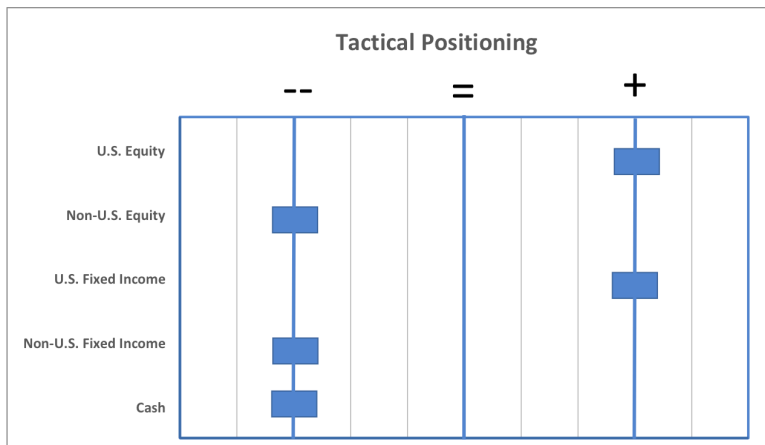 Tactical Positioning
-- = +
U.S. Equity
Non-U.S. Equity
U.S. Fixed Income
Non-U.S. Fixed Income
Cash